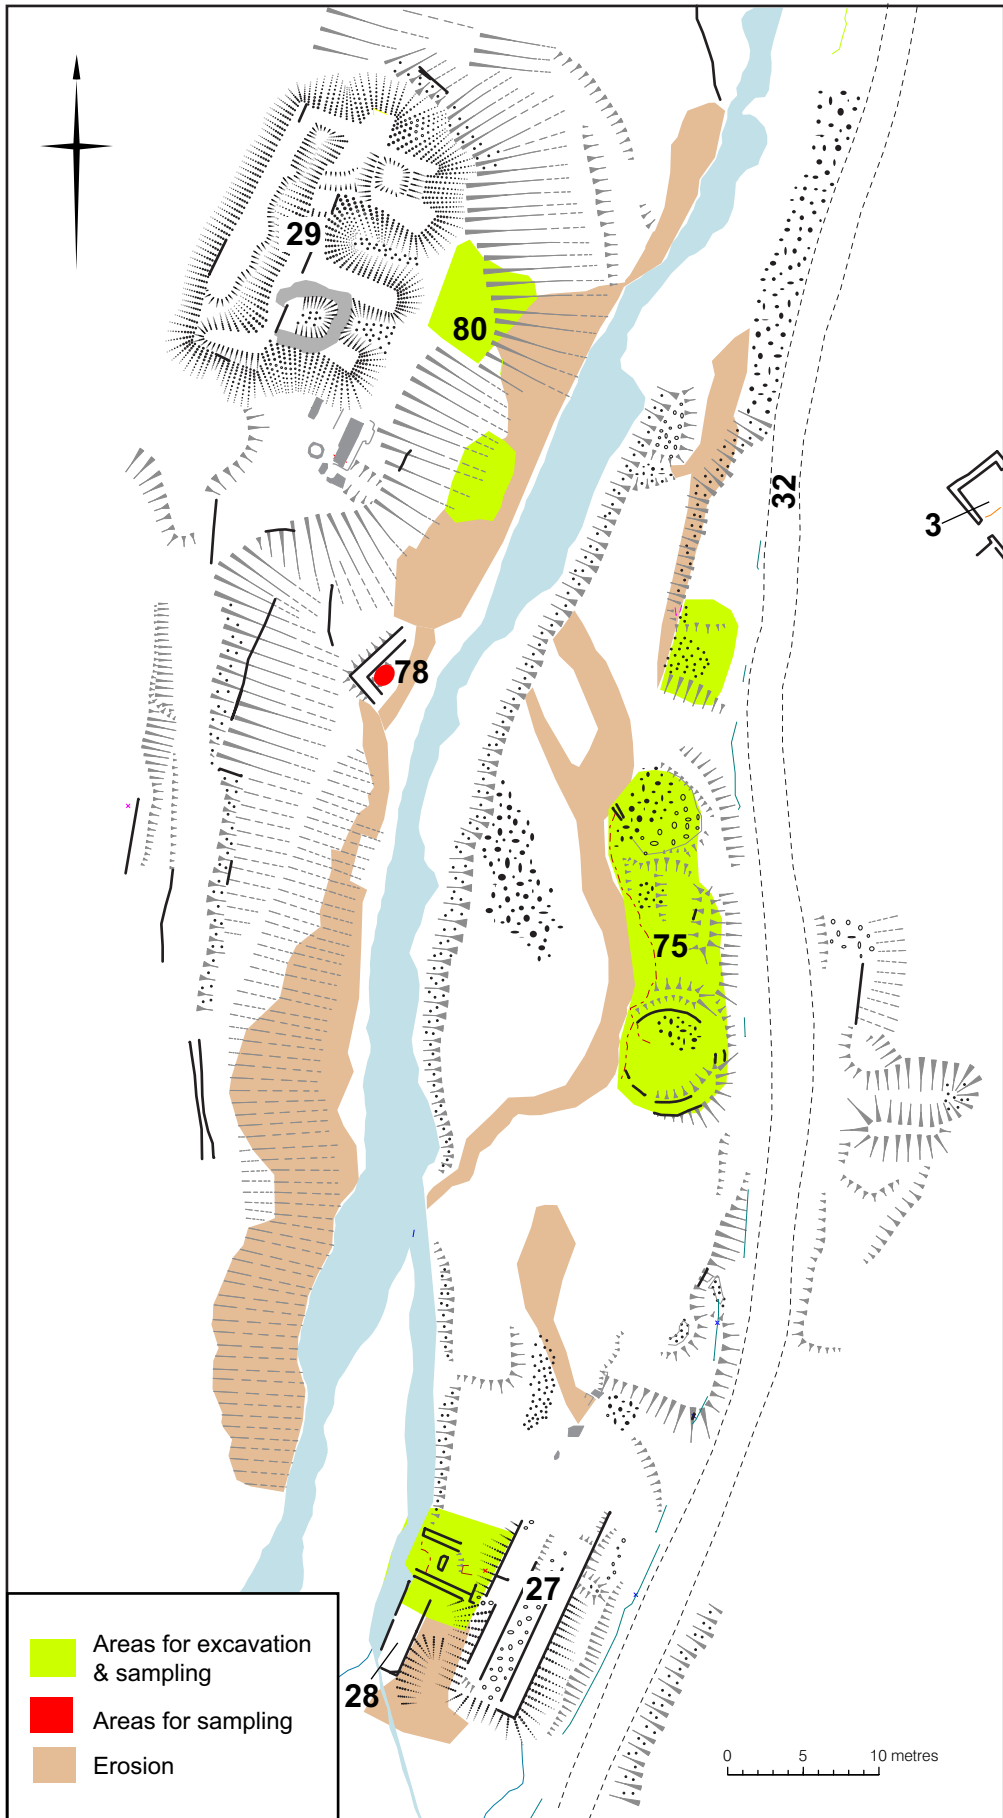 29
80
32
3
78
75
27
28
Areas for excavation
& sampling
Areas for sampling
Erosion
0 5 10 metres